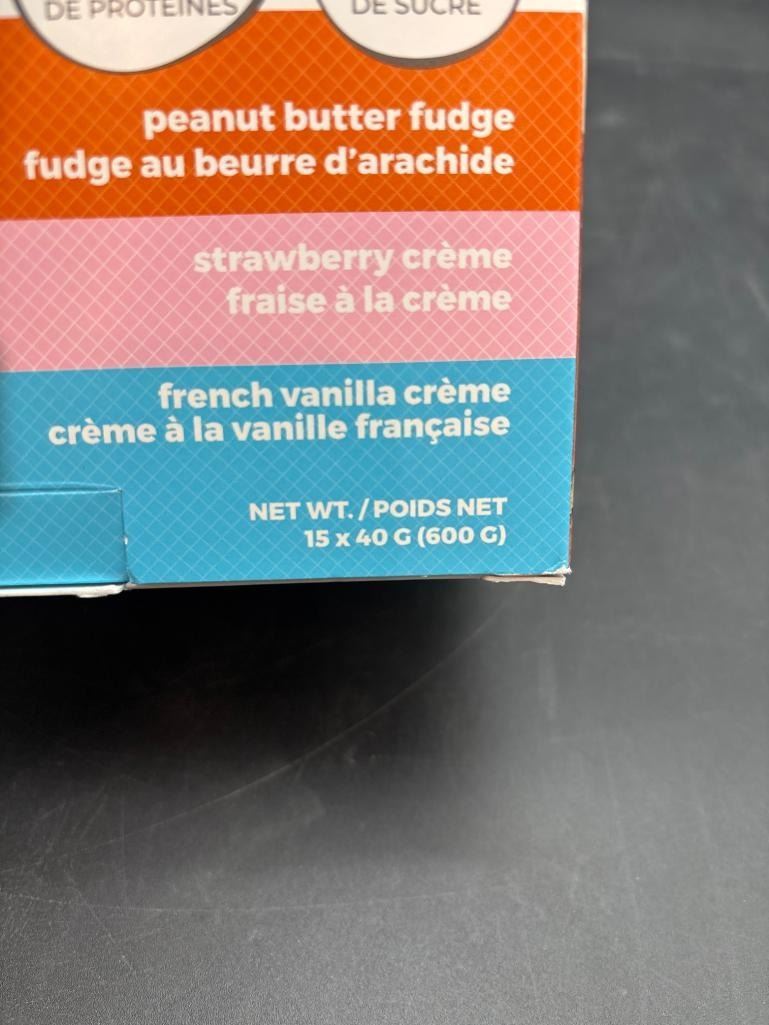 DE PROTÉINES
DE SUCRE
peanut butter fudge
fudge au beurre d'arachide
strawberry crème
fraise à la crème
french vanilla crème
crème à la vanille française
NET WT. / POIDS NET
15 x 40 G (600 G)